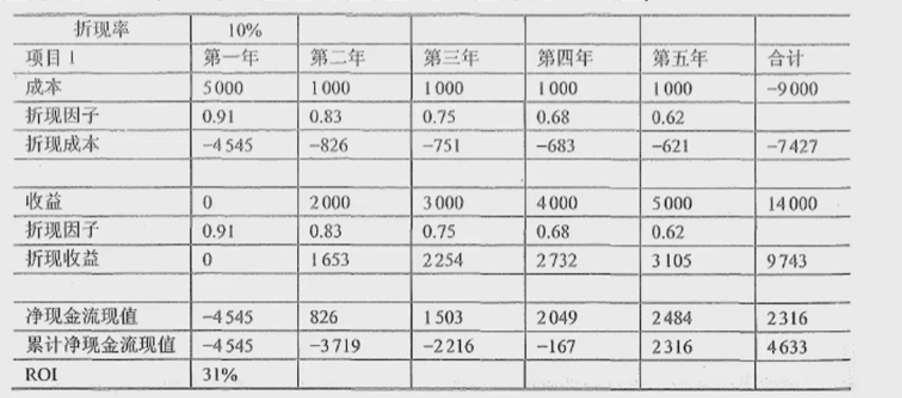 折现率 10%
项目1 第一年 第二年 第三年 第四年 第五年 合计
成本 5000 1000 1000 1000 1000 -9000
折现因子 0.91 0.83 0.75 0.68 0.62
折现成本 -4545 -826 -751 -683 -621 -7427
收益 0 2000 3000 4000 5000 14000
折现因子 0.91 0.83 0.75 0.68 0.62
折现收益 0 1653 2254 2732 3105 9743
净现金流现值 -4545 826 1503 2049 2484 2316
累计净现金流现值 -4545 -3719 -2216 -167 2316 4633
ROI 31%